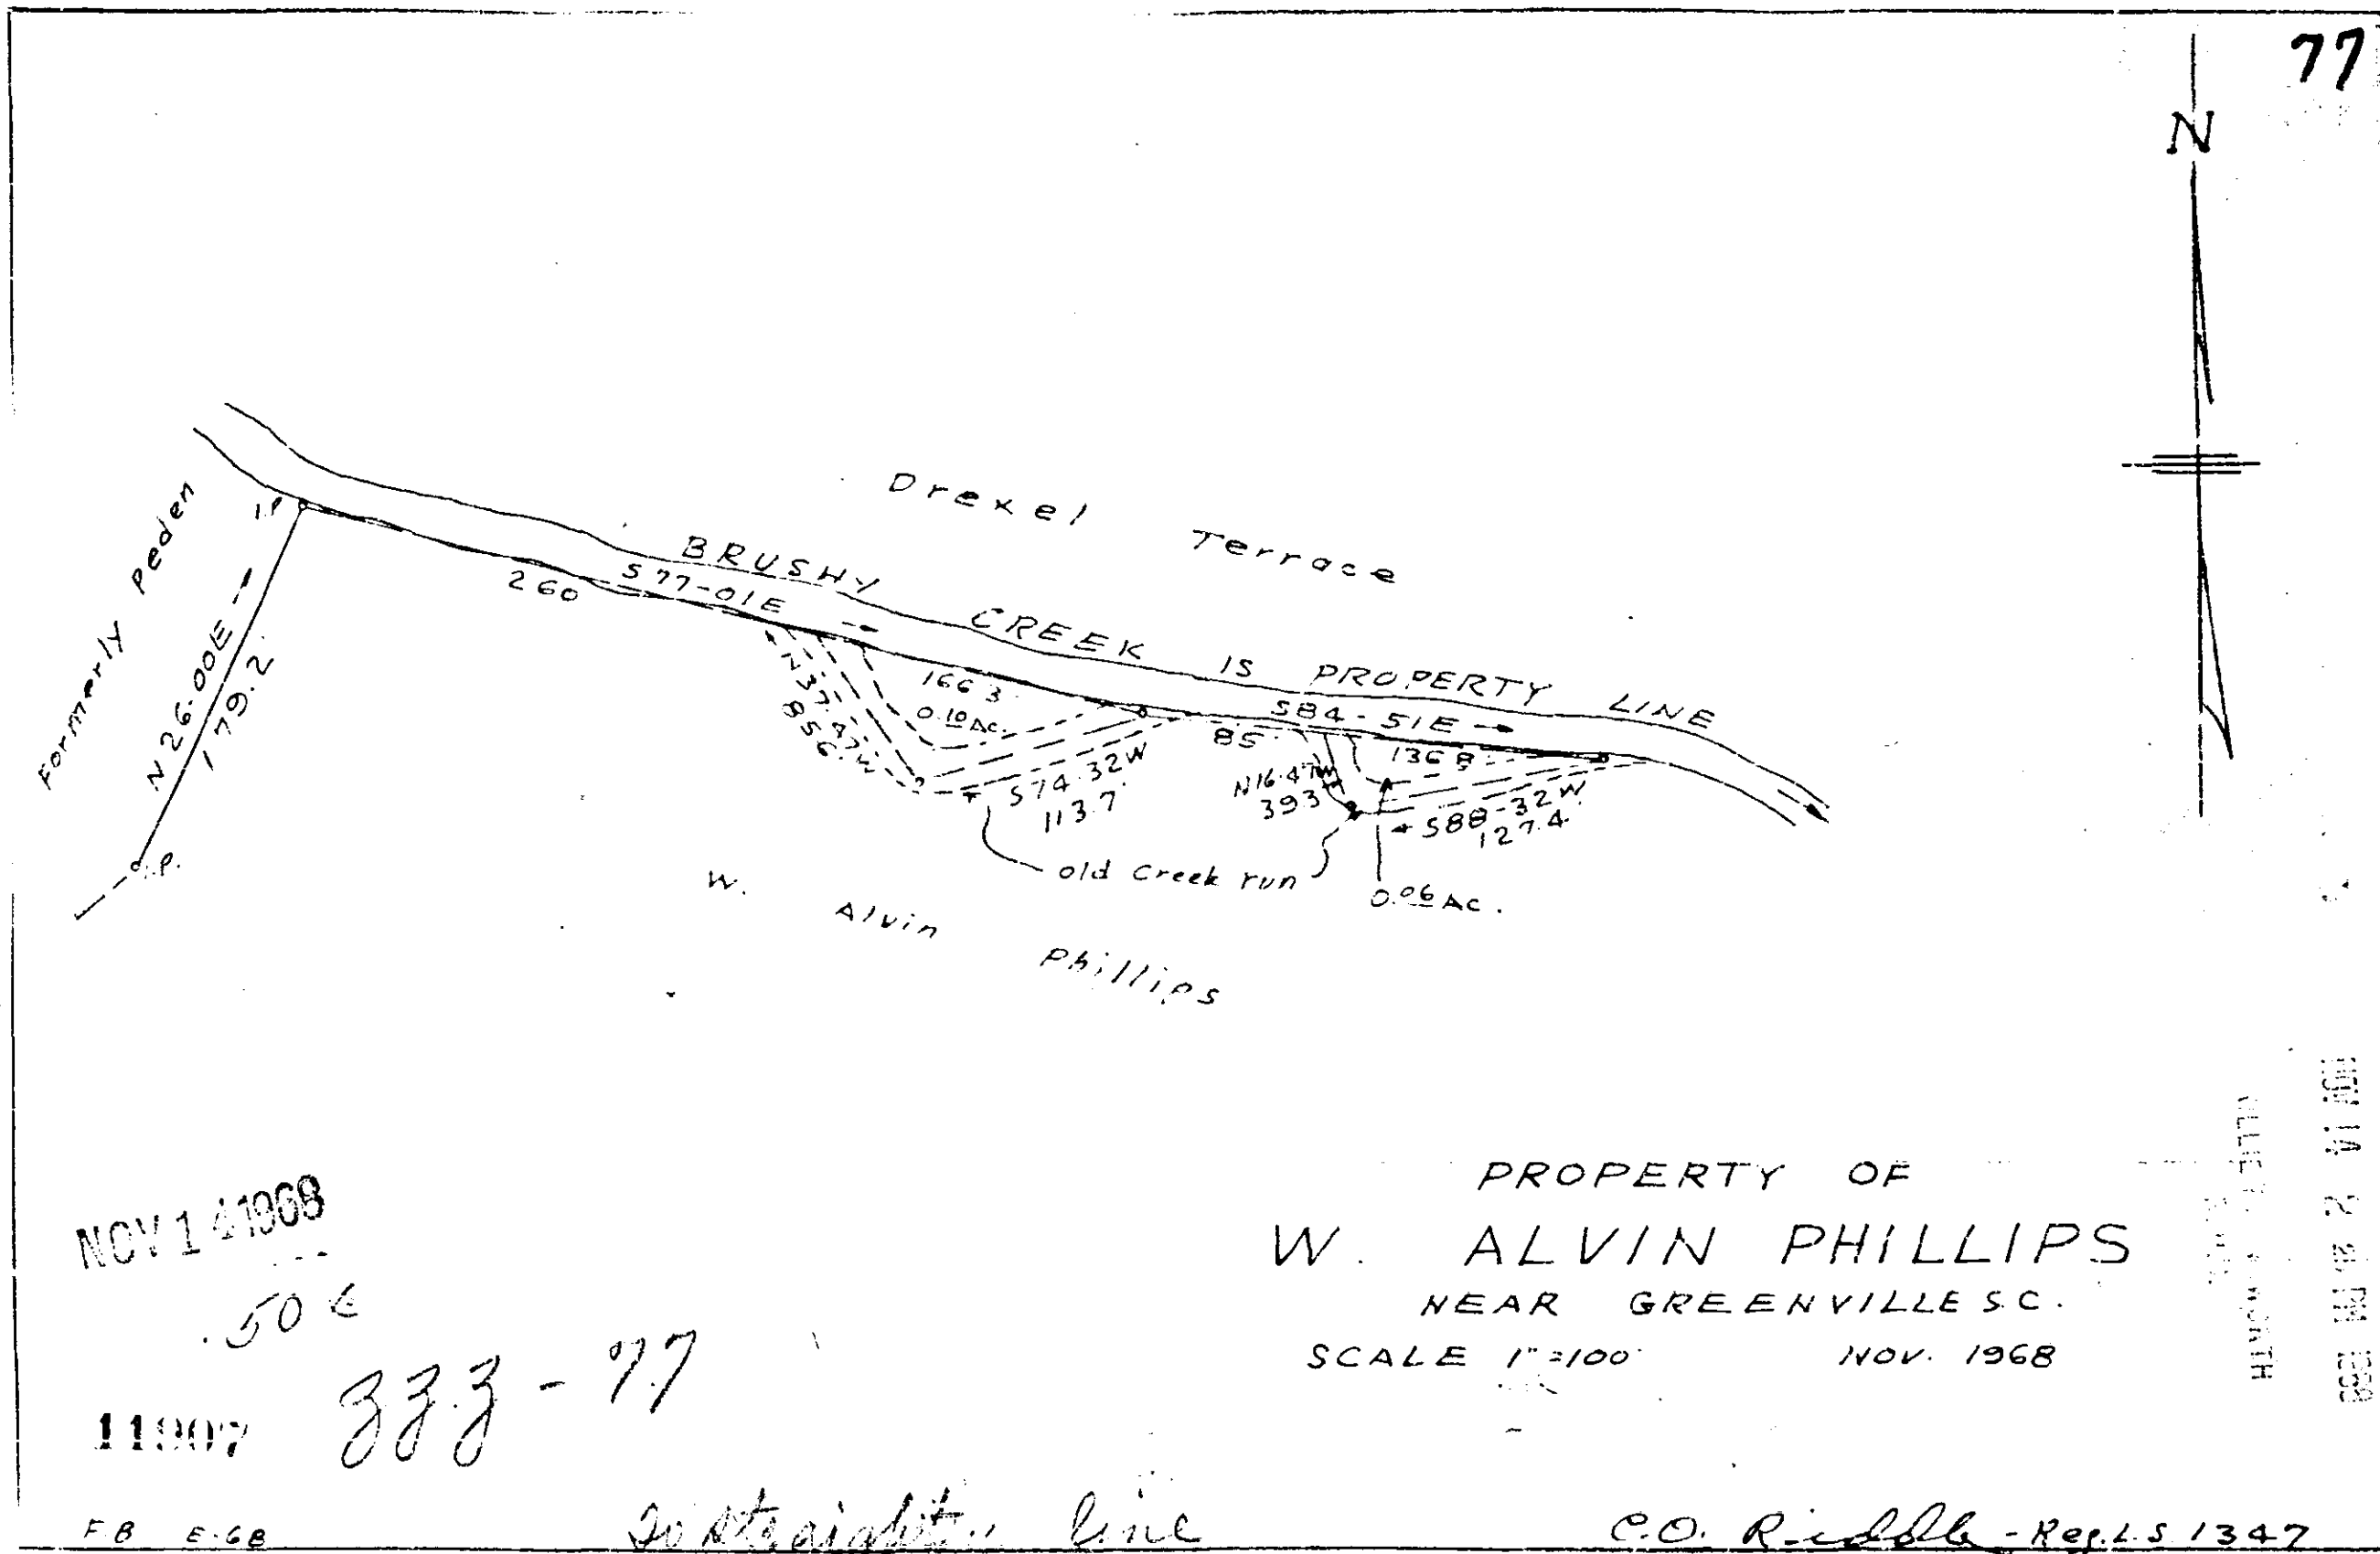 77
N
Drexel Terrace
Formerly Peden
I.P.
N 26-00E
179.2
I.P.
BRUSHY CREEK IS PROPERTY LINE
S77-01E
260
166.3
0.10 AC.
N37-47W
85.6
S74-32W
113.7
S84-51E
85
136.8
N16-47W
39.3
S88-32W
127.4
old Creek run
0.06 AC.
W. Alvin Phillips
PROPERTY OF
W. ALVIN PHILLIPS
NEAR GREENVILLE S.C.
SCALE 1"=100'
NOV. 1968
NOV 14 1968
.50
333-77
11907
F.B E-68
line
C.O. Riddle - Reg. L S 1347